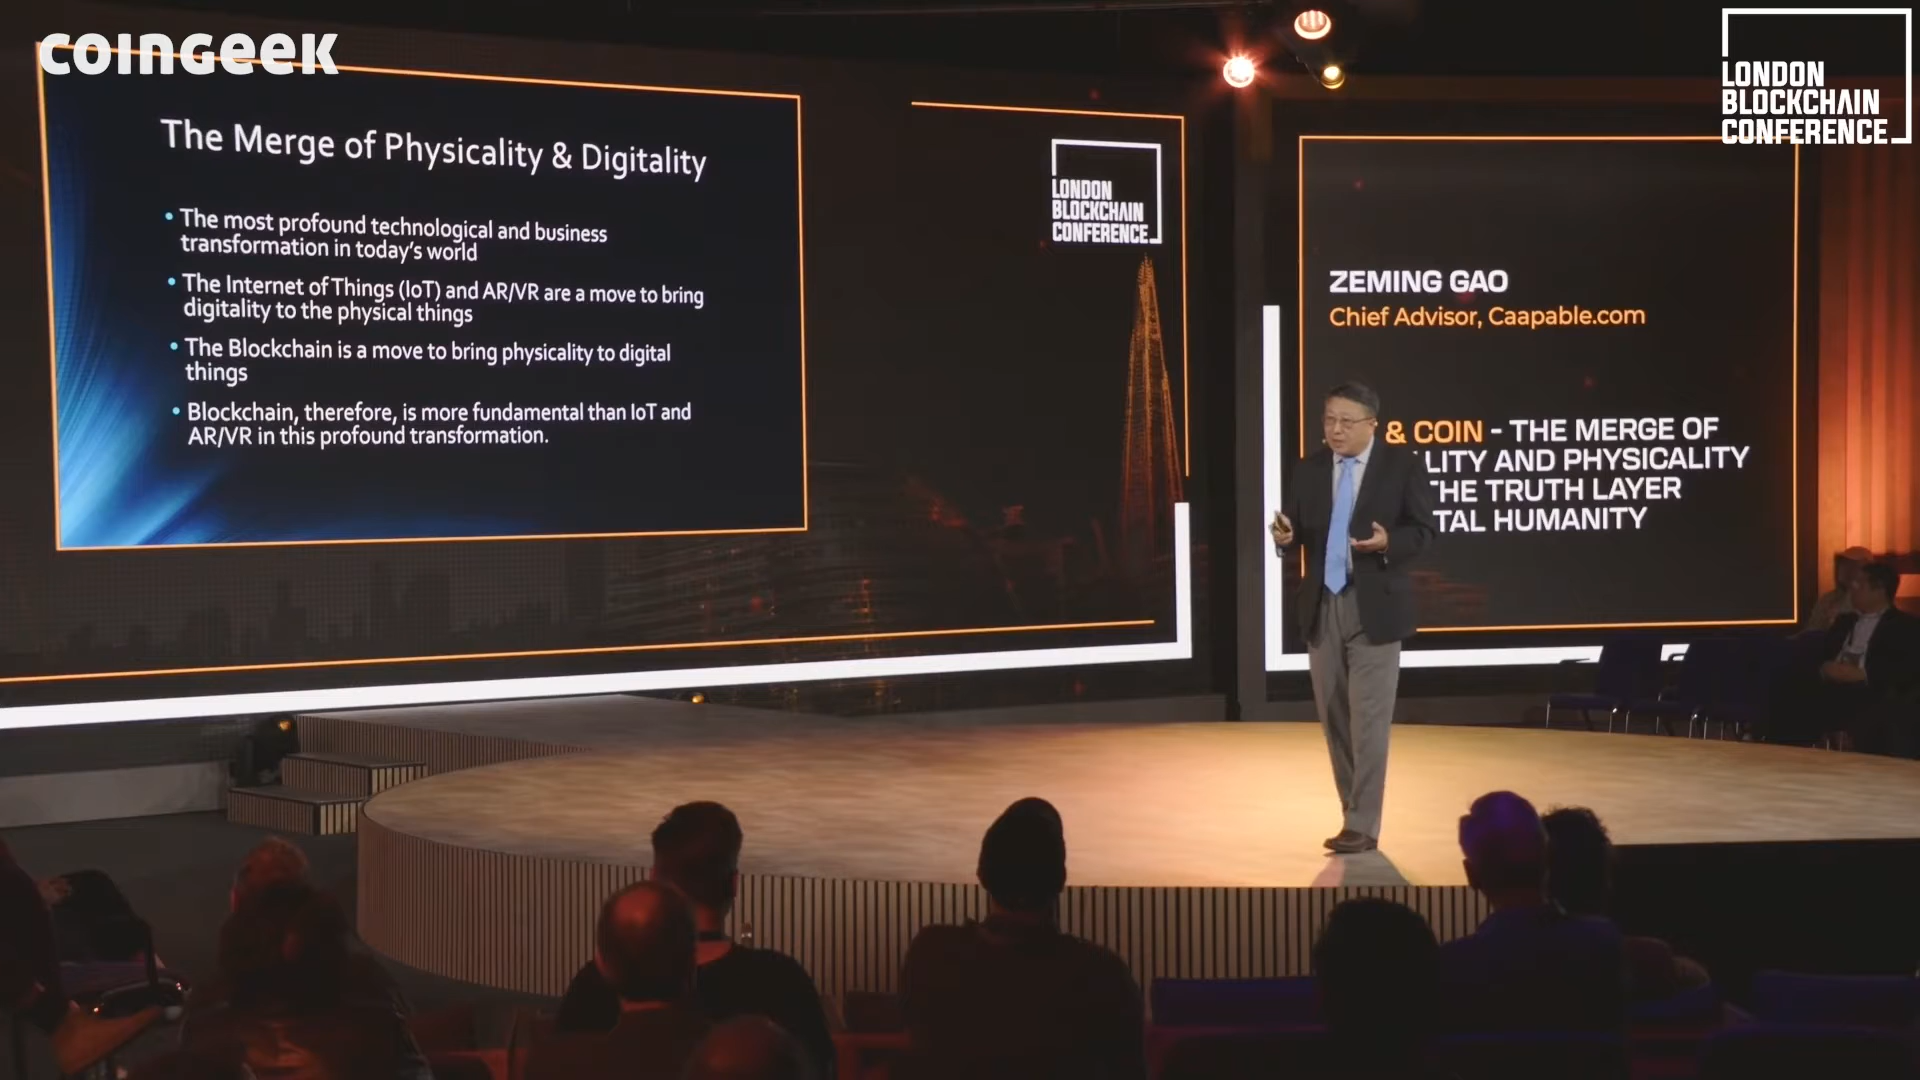 COINGEEK
The Merge of Physicality & Digitality
• The most profound technological and business
transformation in today's world
• The Internet of Things (IoT) and AR/VR are a move to bring
digitality to the physical things
• The Blockchain is a move to bring physicality to digital
things
• Blockchain, therefore, is more fundamental than IoT and
AR/VR in this profound transformation.
LONDON
BLOCKCHAIN
CONFERENCE
ZEMING GAO
Chief Advisor, Caapable.com
& COIN - THE MERGE OF
LITY AND PHYSICALITY
THE TRUTH LAYER
TAL HUMANITY
LONDON
BLOCKCHAIN
CONFERENCE